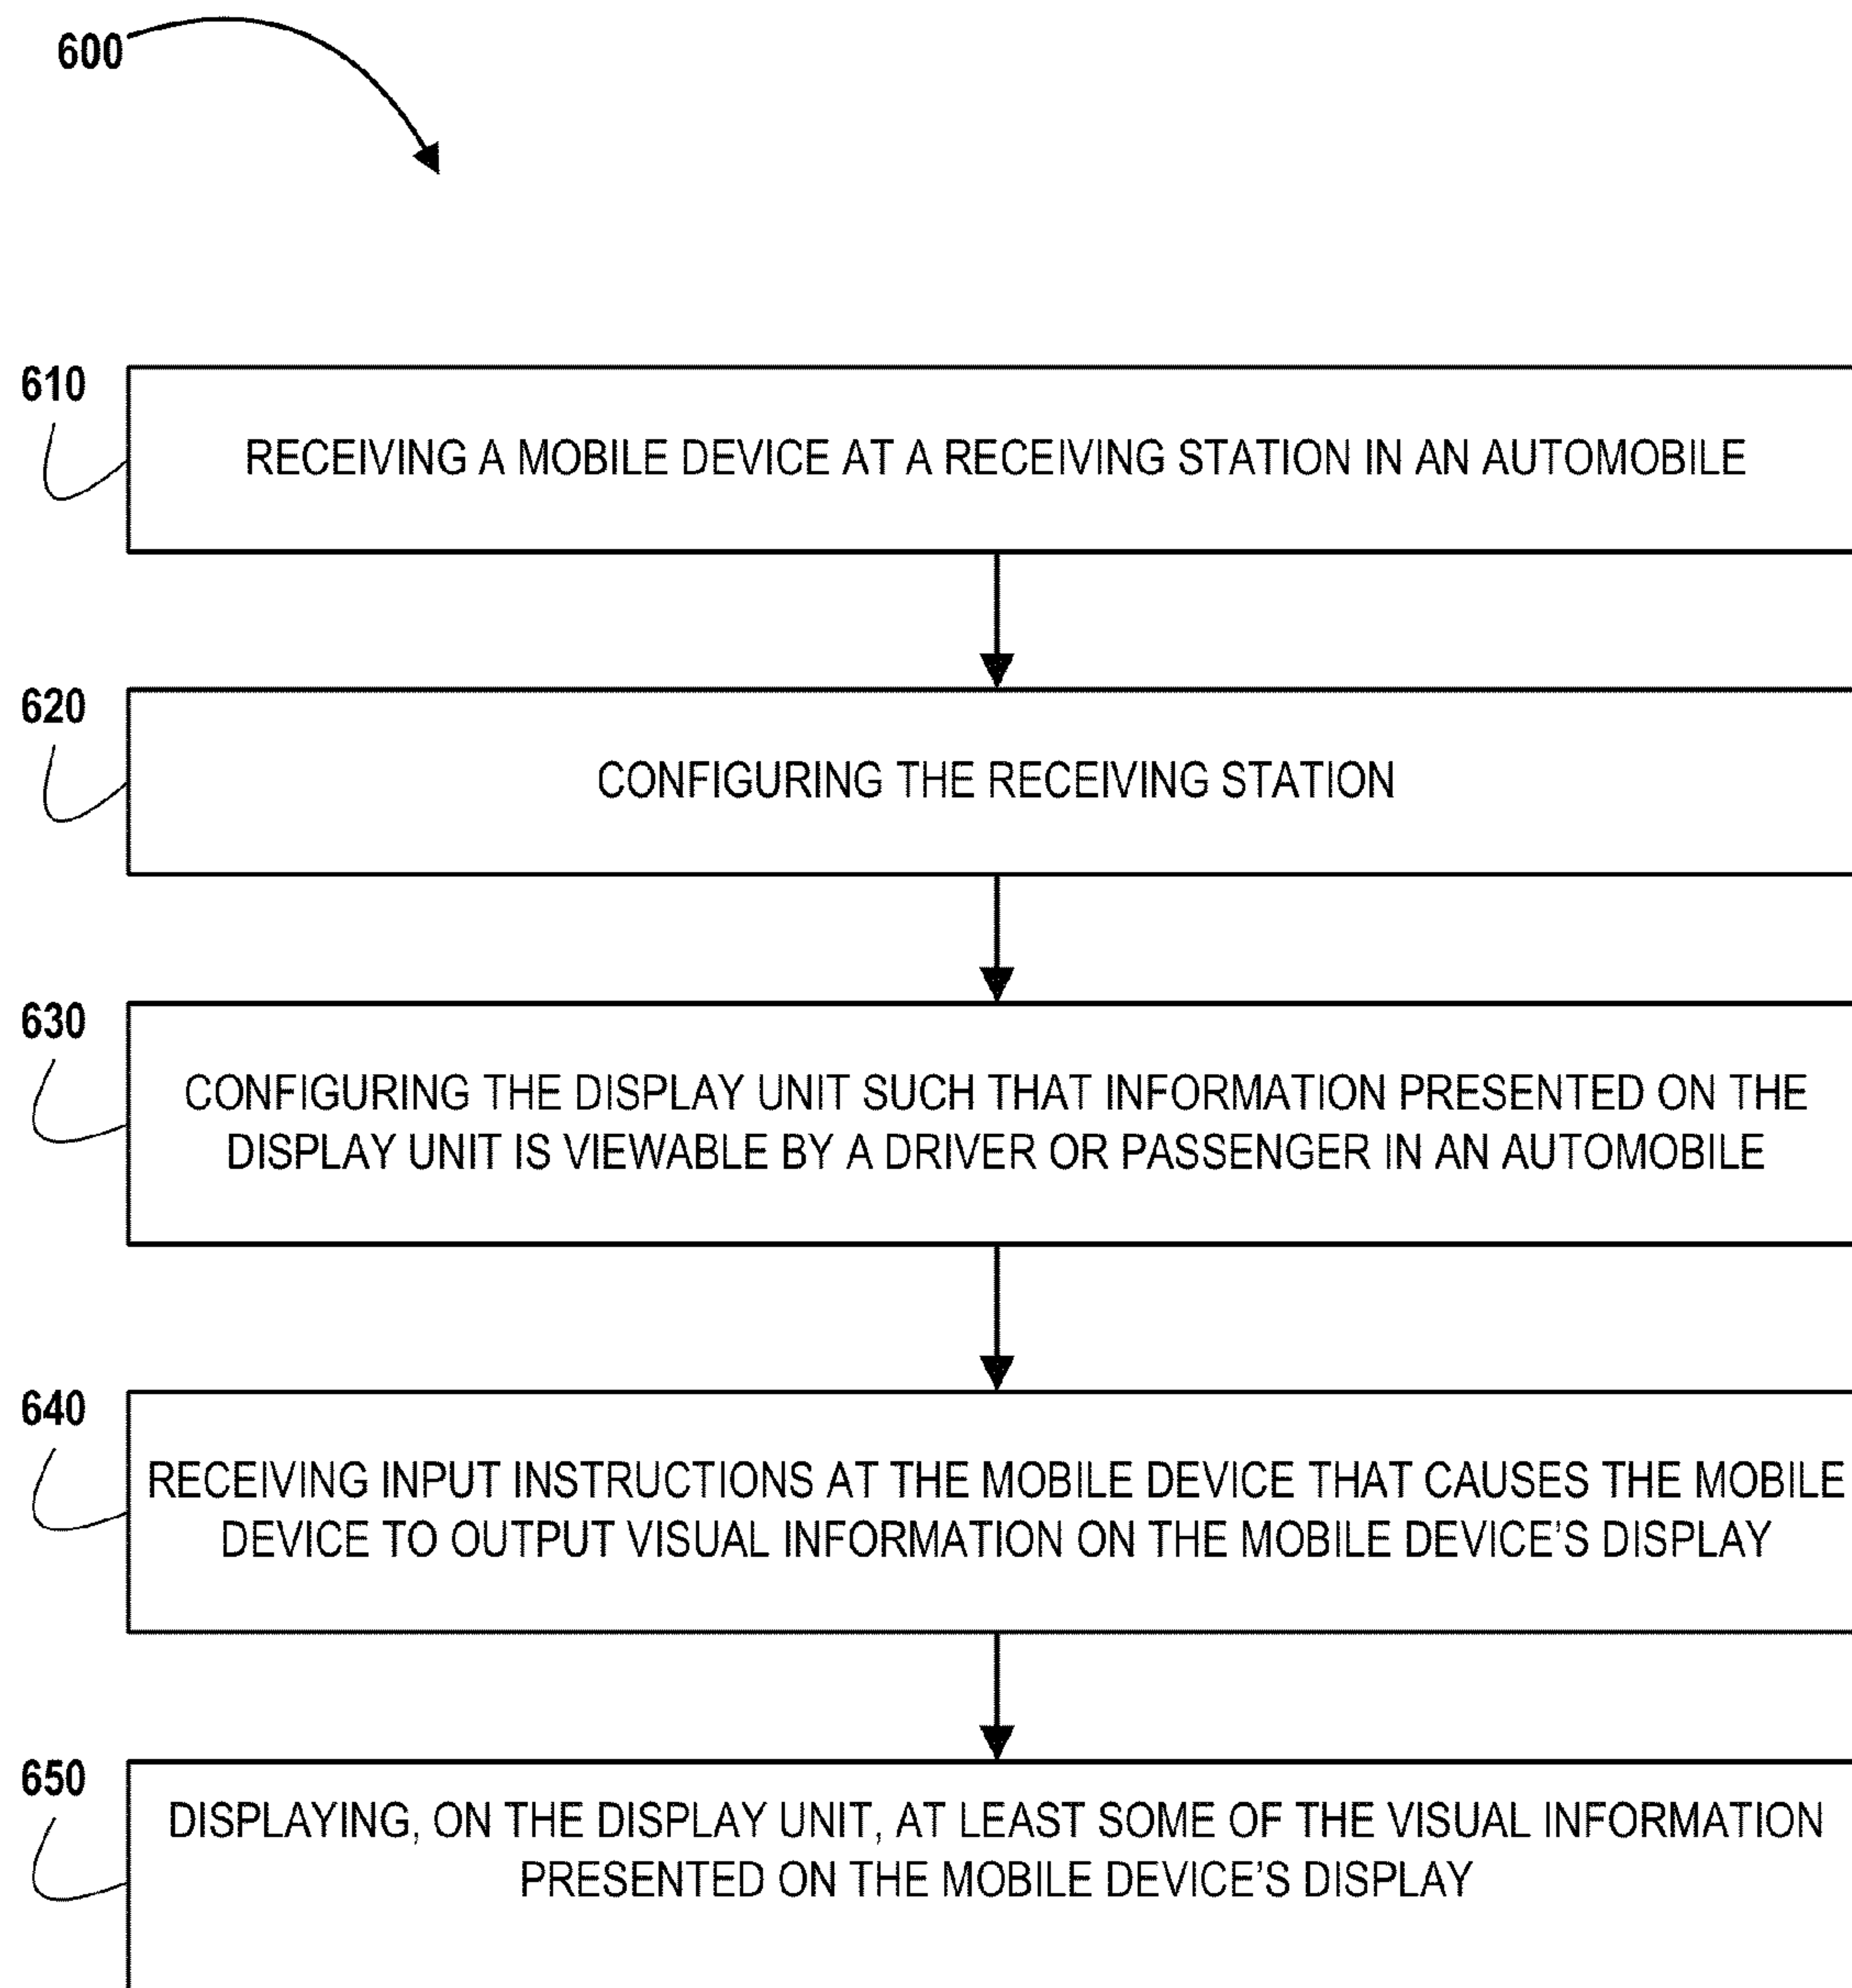 600
610
RECEIVING A MOBILE DEVICE AT A RECEIVING STATION IN AN AUTOMOBILE
620
CONFIGURING THE RECEIVING STATION
630
CONFIGURING THE DISPLAY UNIT SUCH THAT INFORMATION PRESENTED ON THE
DISPLAY UNIT IS VIEWABLE BY A DRIVER OR PASSENGER IN AN AUTOMOBILE
640
RECEIVING INPUT INSTRUCTIONS AT THE MOBILE DEVICE THAT CAUSES THE MOBILE
DEVICE TO OUTPUT VISUAL INFORMATION ON THE MOBILE DEVICE'S DISPLAY
650
DISPLAYING, ON THE DISPLAY UNIT, AT LEAST SOME OF THE VISUAL INFORMATION
PRESENTED ON THE MOBILE DEVICE'S DISPLAY